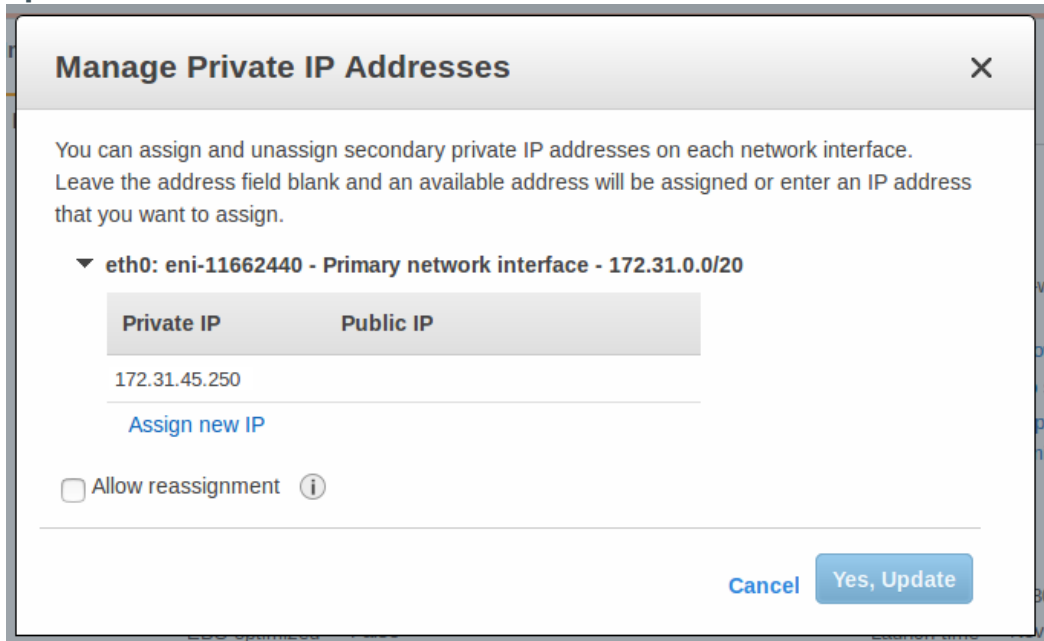 Manage Private IP Addresses
You can assign and unassign secondary private IP addresses on each network interface.
Leave the address field blank and an available address will be assigned or enter an IP address
that you want to assign.
eth0: eni-11662440 - Primary network interface - 172.31.0.0/20
Private IP Public IP
172.31.45.250
Assign new IP
Allow reassignment
Cancel Yes, Update